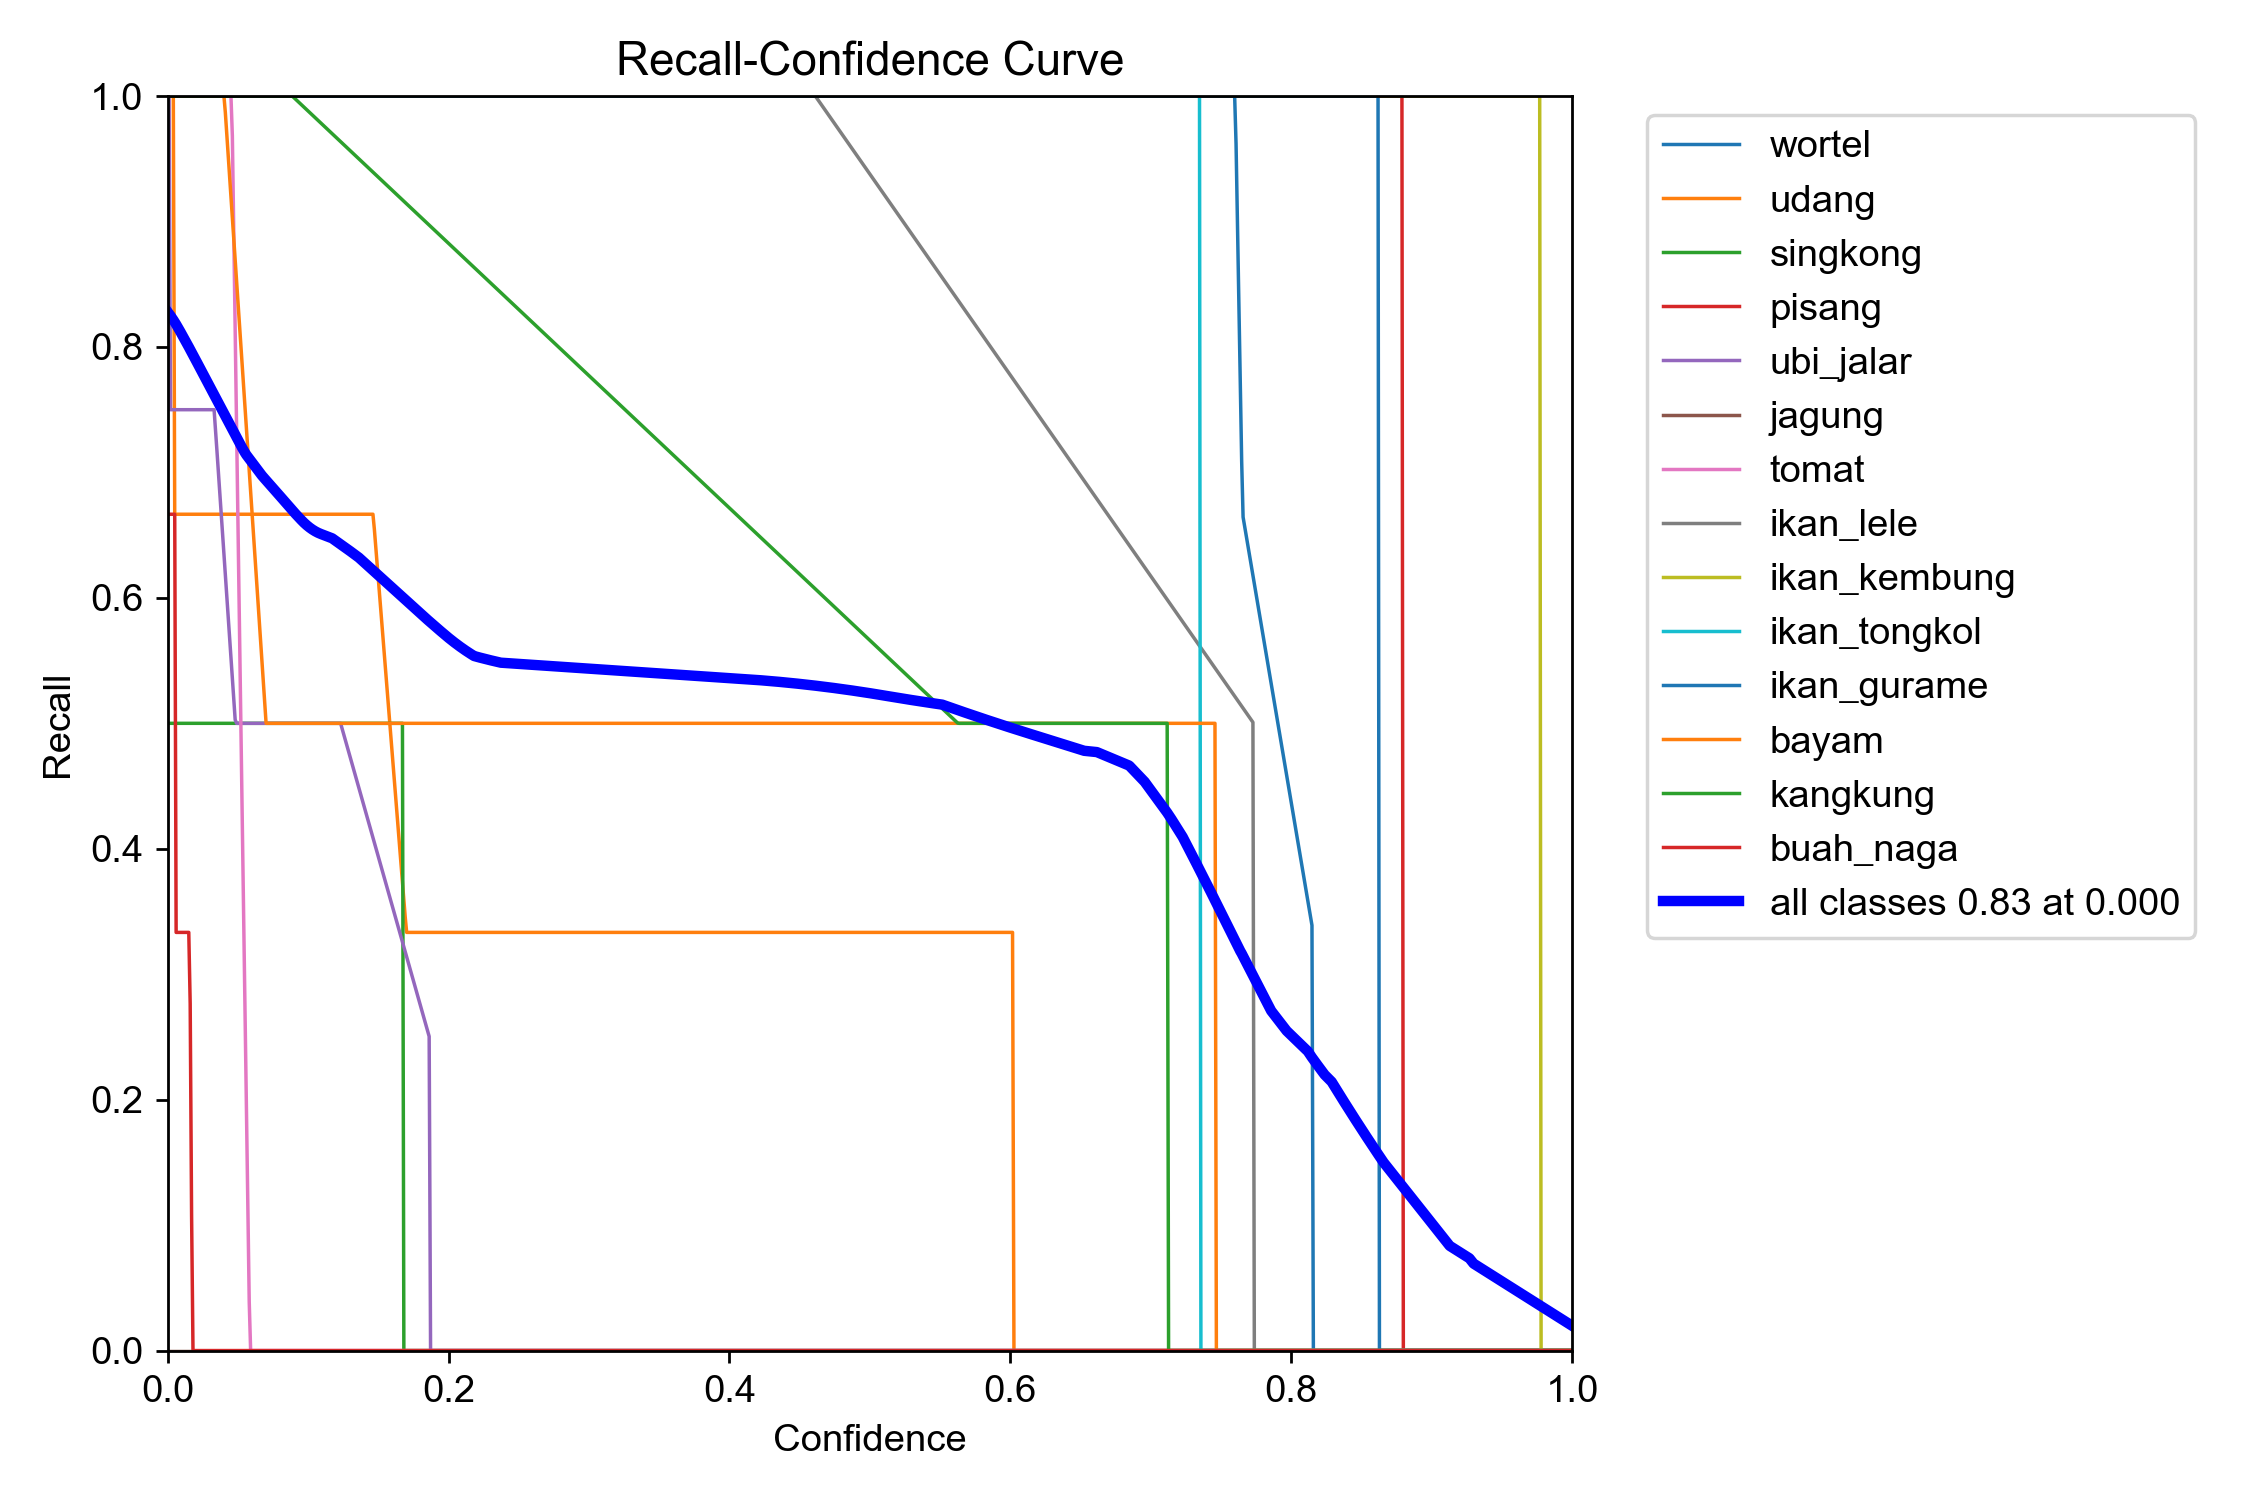 Recall-Confidence Curve
1.0
0.8
0.6
0.4
0.2
0.0
Recall
0.0 0.2 0.4 0.6 0.8 1.0
Confidence
wortel
udang
singkong
pisang
ubi_jalar
jagung
tomat
ikan_lele
ikan_kembung
ikan_tongkol
ikan_gurame
bayam
kangkung
buah_naga
all classes 0.83 at 0.000